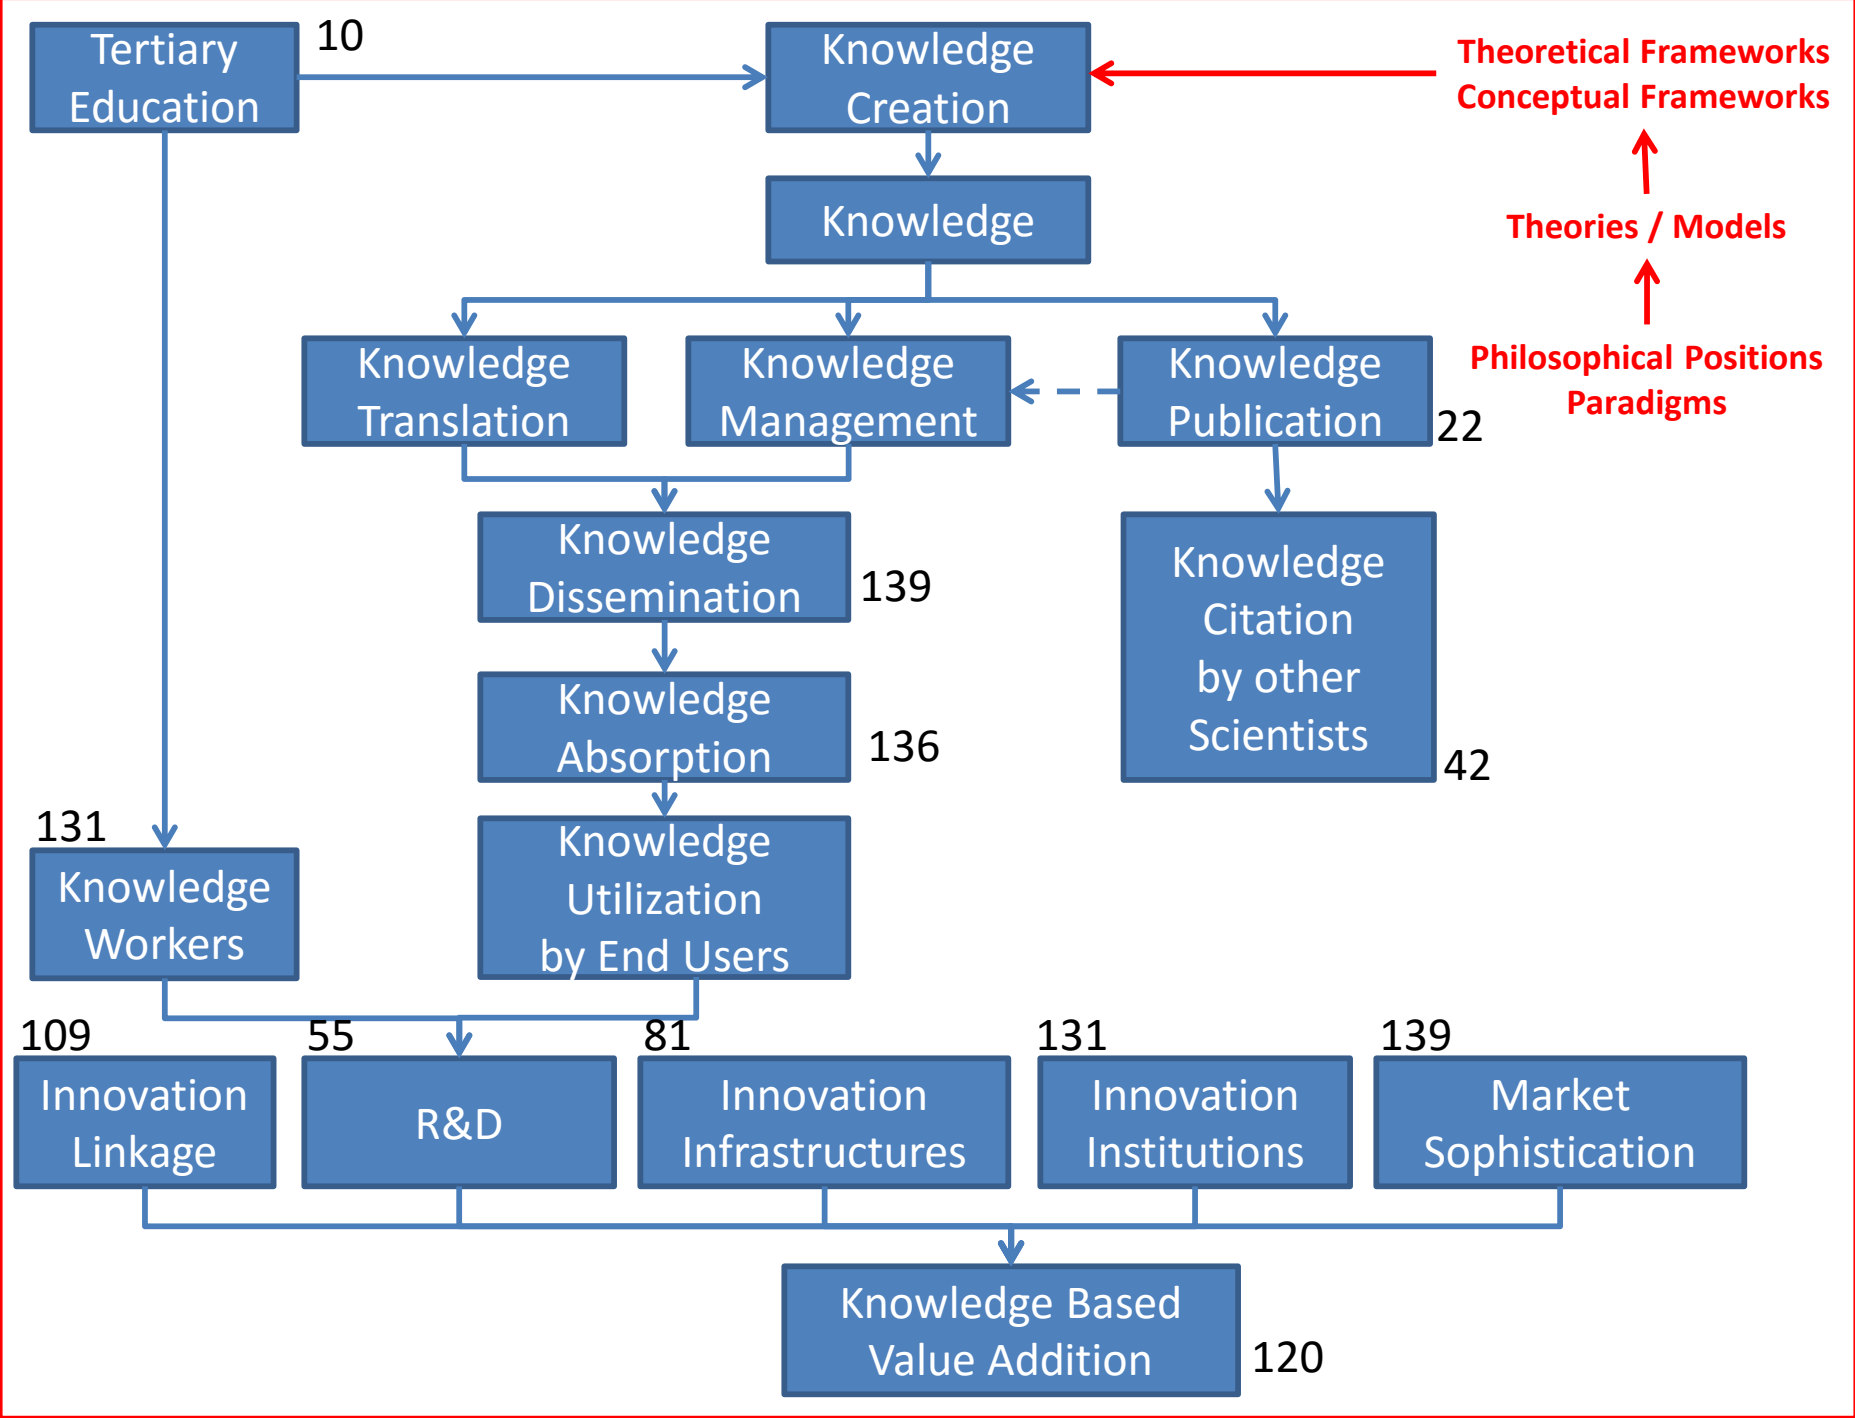 Tertiary
Education
10
Knowledge
Creation
Theoretical Frameworks
Conceptual Frameworks
Knowledge
Theories / Models
Knowledge
Translation
Knowledge
Management
Knowledge
Publication
22
Philosophical Positions
Paradigms
Knowledge
Dissemination
139
Knowledge
Citation
by other
Scientists
42
Knowledge
Absorption
136
131
Knowledge
Workers
Knowledge
Utilization
by End Users
109
Innovation
Linkage
55
R&D
81
Innovation
Infrastructures
131
Innovation
Institutions
139
Market
Sophistication
Knowledge Based
Value Addition
120